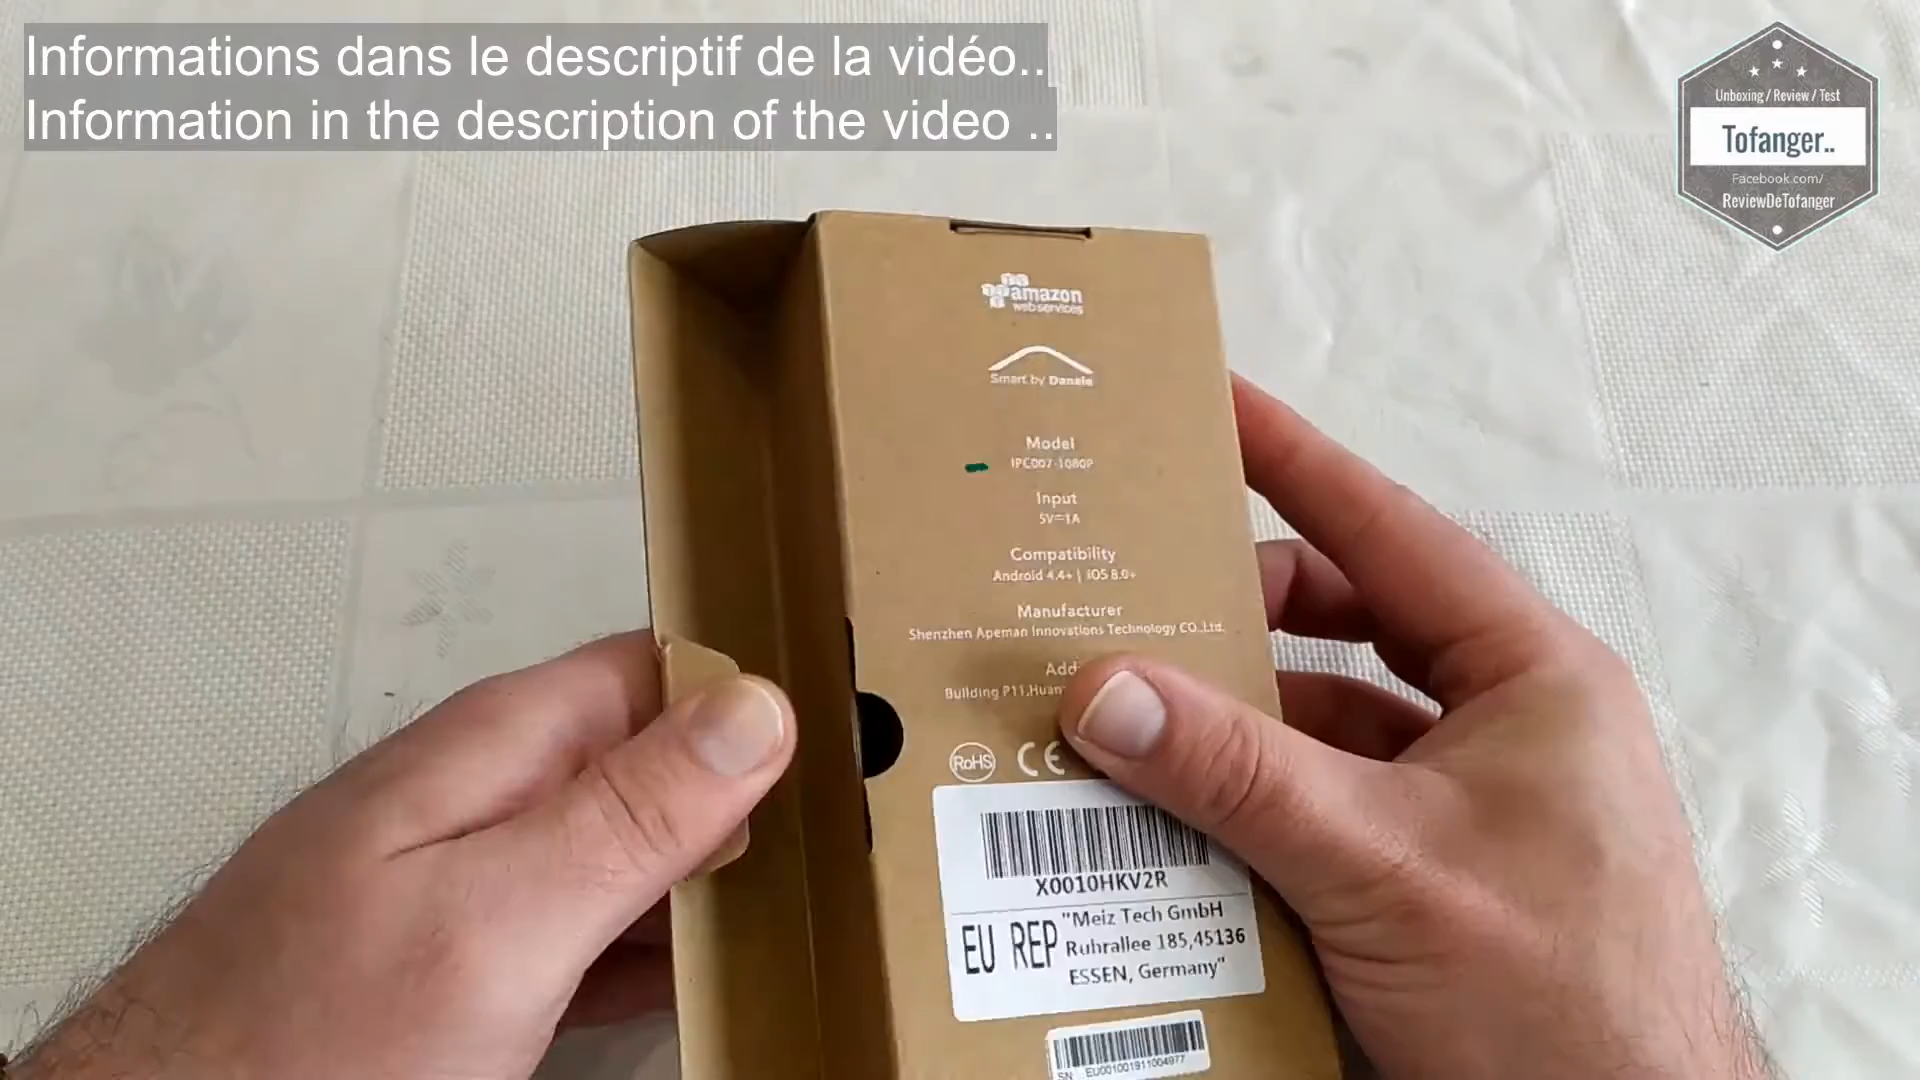 Informations dans le descriptif de la vidéo..
Information in the description of the video ..
Unboxing / Review / Test
Tofanger..
Facebook.com/
ReviewDeTofanger
amazon
webservices
Smart by Danale
Model
IPC007-1080P
Input
5V=1A
Compatibility
Android 4.4+ | iOS 8.0+
Manufacturer
Shenzhen Apeman Innovations Technology CO.,Ltd.
Building P11,
RoHS CE
X0010HKV2R
EU REP
"Meiz Tech GmbH
Ruhrallee 185,45136
ESSEN, Germany"
SN EU001001911004977